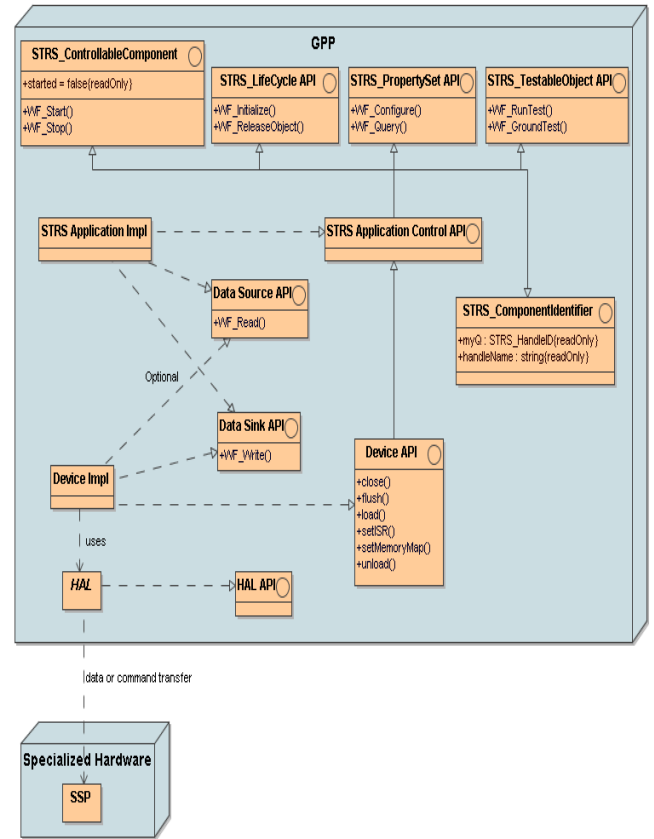 GPP
STRS_ControllableComponent
+started = false{readOnly}
+WF_Start()
+WF_Stop()
STRS_LifeCycle API
+WF_Initialize()
+WF_ReleaseObject()
STRS_PropertySet API
+WF_Configure()
+WF_Query()
STRS_TestableObject API
+WF_RunTest()
+WF_GroundTest()
STRS Application Impl
STRS Application Control API
Data Source API
+WF_Read()
STRS_ComponentIdentifier
+myQ : STRS_HandleID{readOnly}
+handleName : string{readOnly}
Optional
Data Sink API
+WF_Write()
Device API
+close()
+flush()
+load()
+setISR()
+setMemoryMap()
+unload()
Device Impl
uses
HAL
HAL API
data or command transfer
Specialized Hardware
SSP